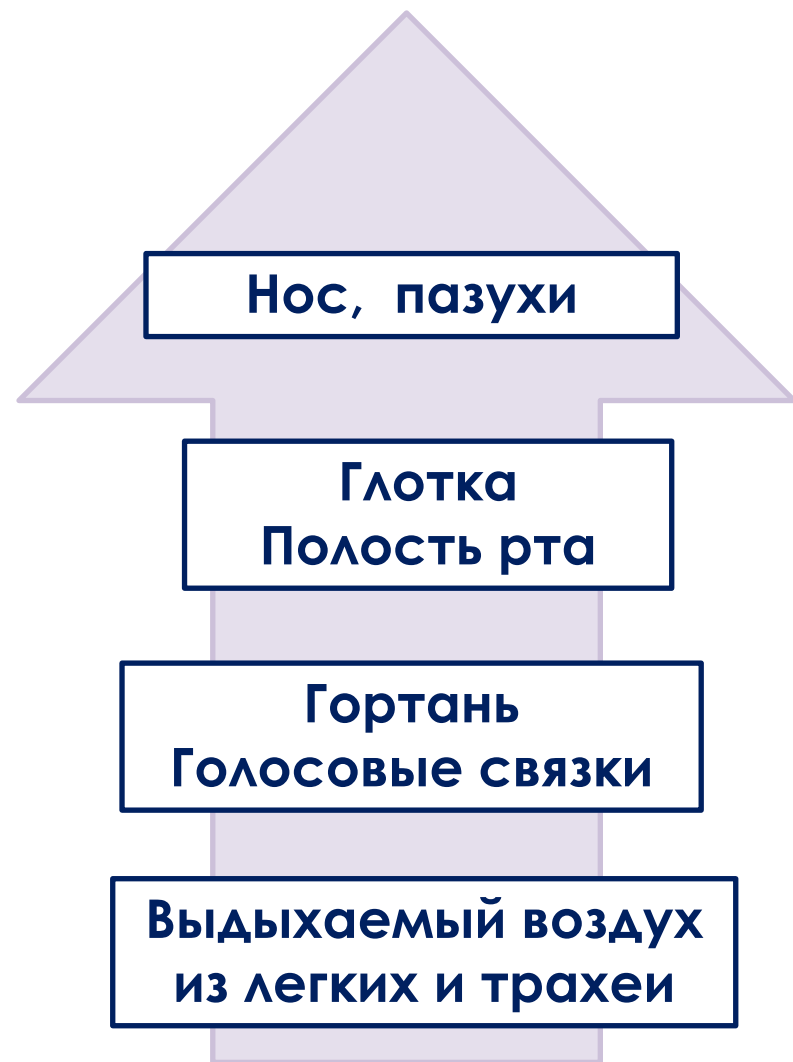 Нос,  пазухи
Глотка
Полость рта
Гортань
Голосовые связки
Выдыхаемый воздух
из легких и трахеи